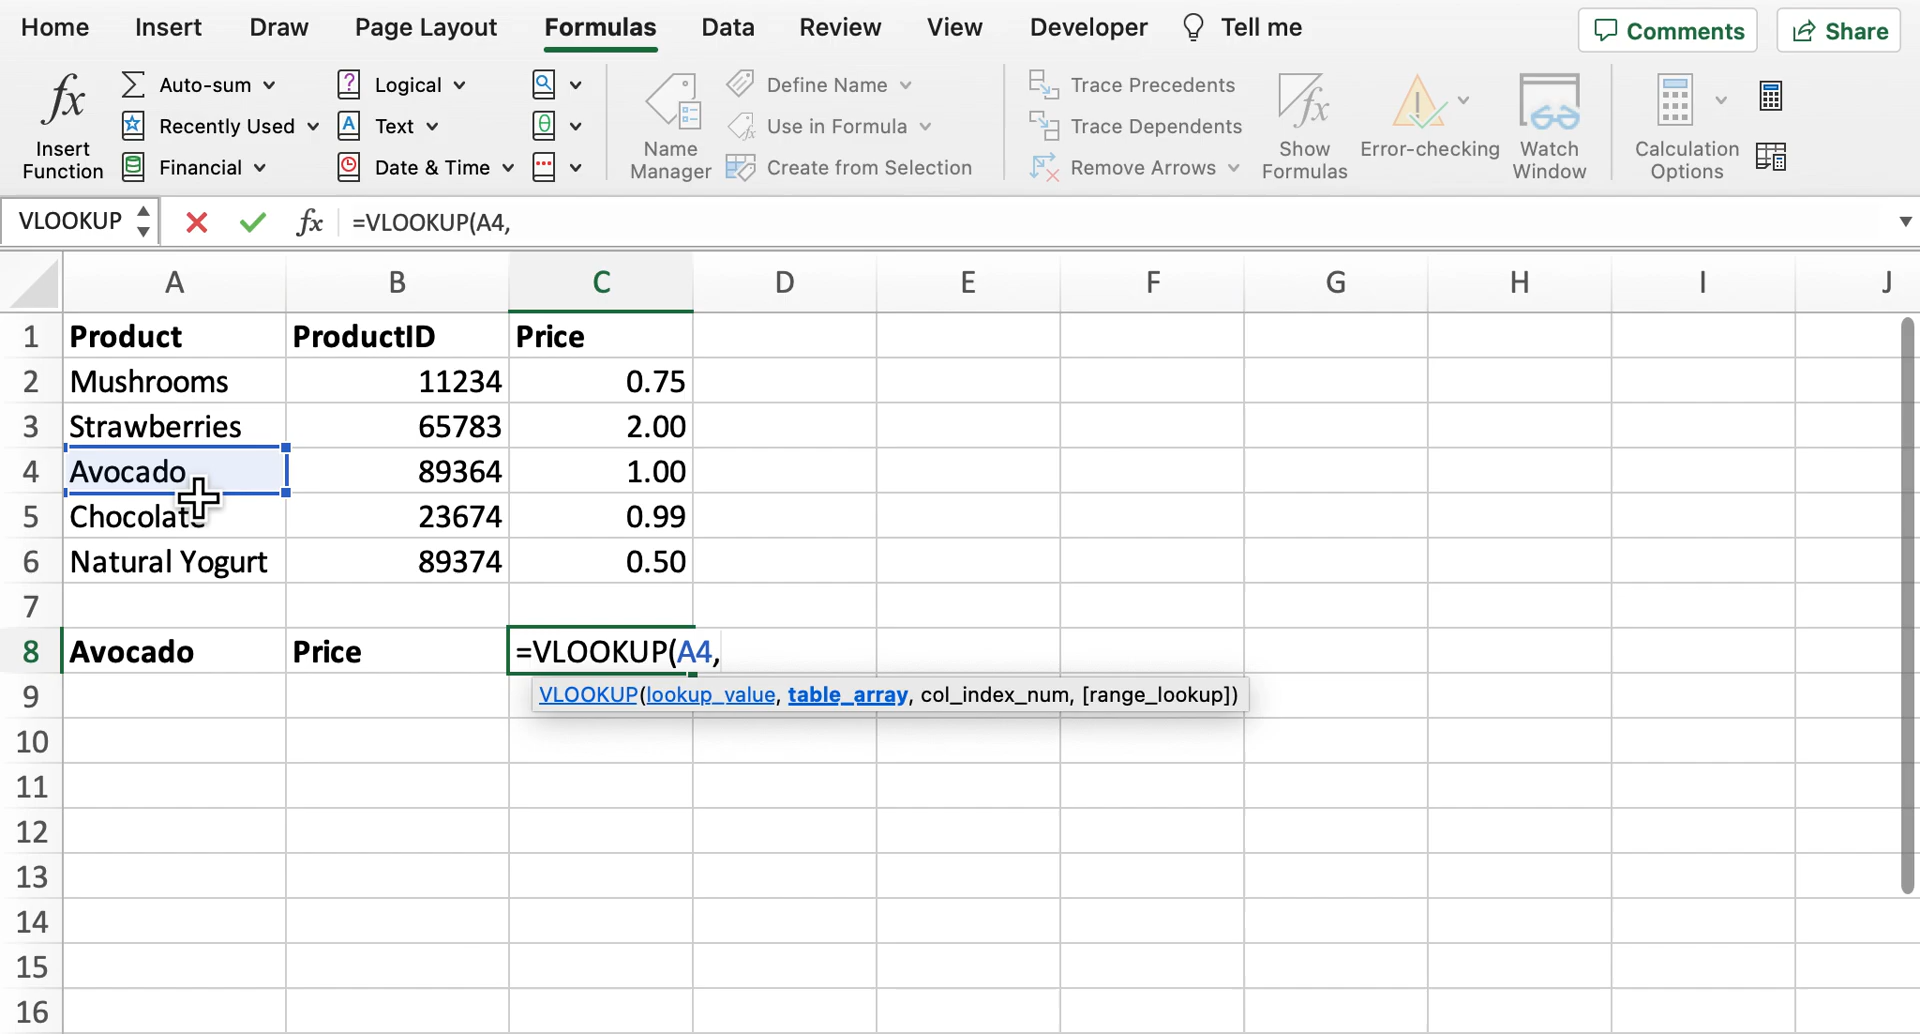 Home Insert Draw Page Layout Formulas Data Review View Developer Tell me Comments Share
fx Insert Function
Auto-sum
Recently Used
Financial
Logical
Text
Date & Time
Name Manager
Define Name
Use in Formula
Create from Selection
Trace Precedents
Trace Dependents
Remove Arrows
Show Formulas
Error-checking
Watch Window
Calculation Options
VLOOKUP fx =VLOOKUP(A4,
A B C D E F G H I J
1 Product ProductID Price
2 Mushrooms 11234 0.75
3 Strawberries 65783 2.00
4 Avocado 89364 1.00
5 Chocolate 23674 0.99
6 Natural Yogurt 89374 0.50
7
8 Avocado Price =VLOOKUP(A4,
9 VLOOKUP(lookup_value, table_array, col_index_num, [range_lookup])
10
11
12
13
14
15
16